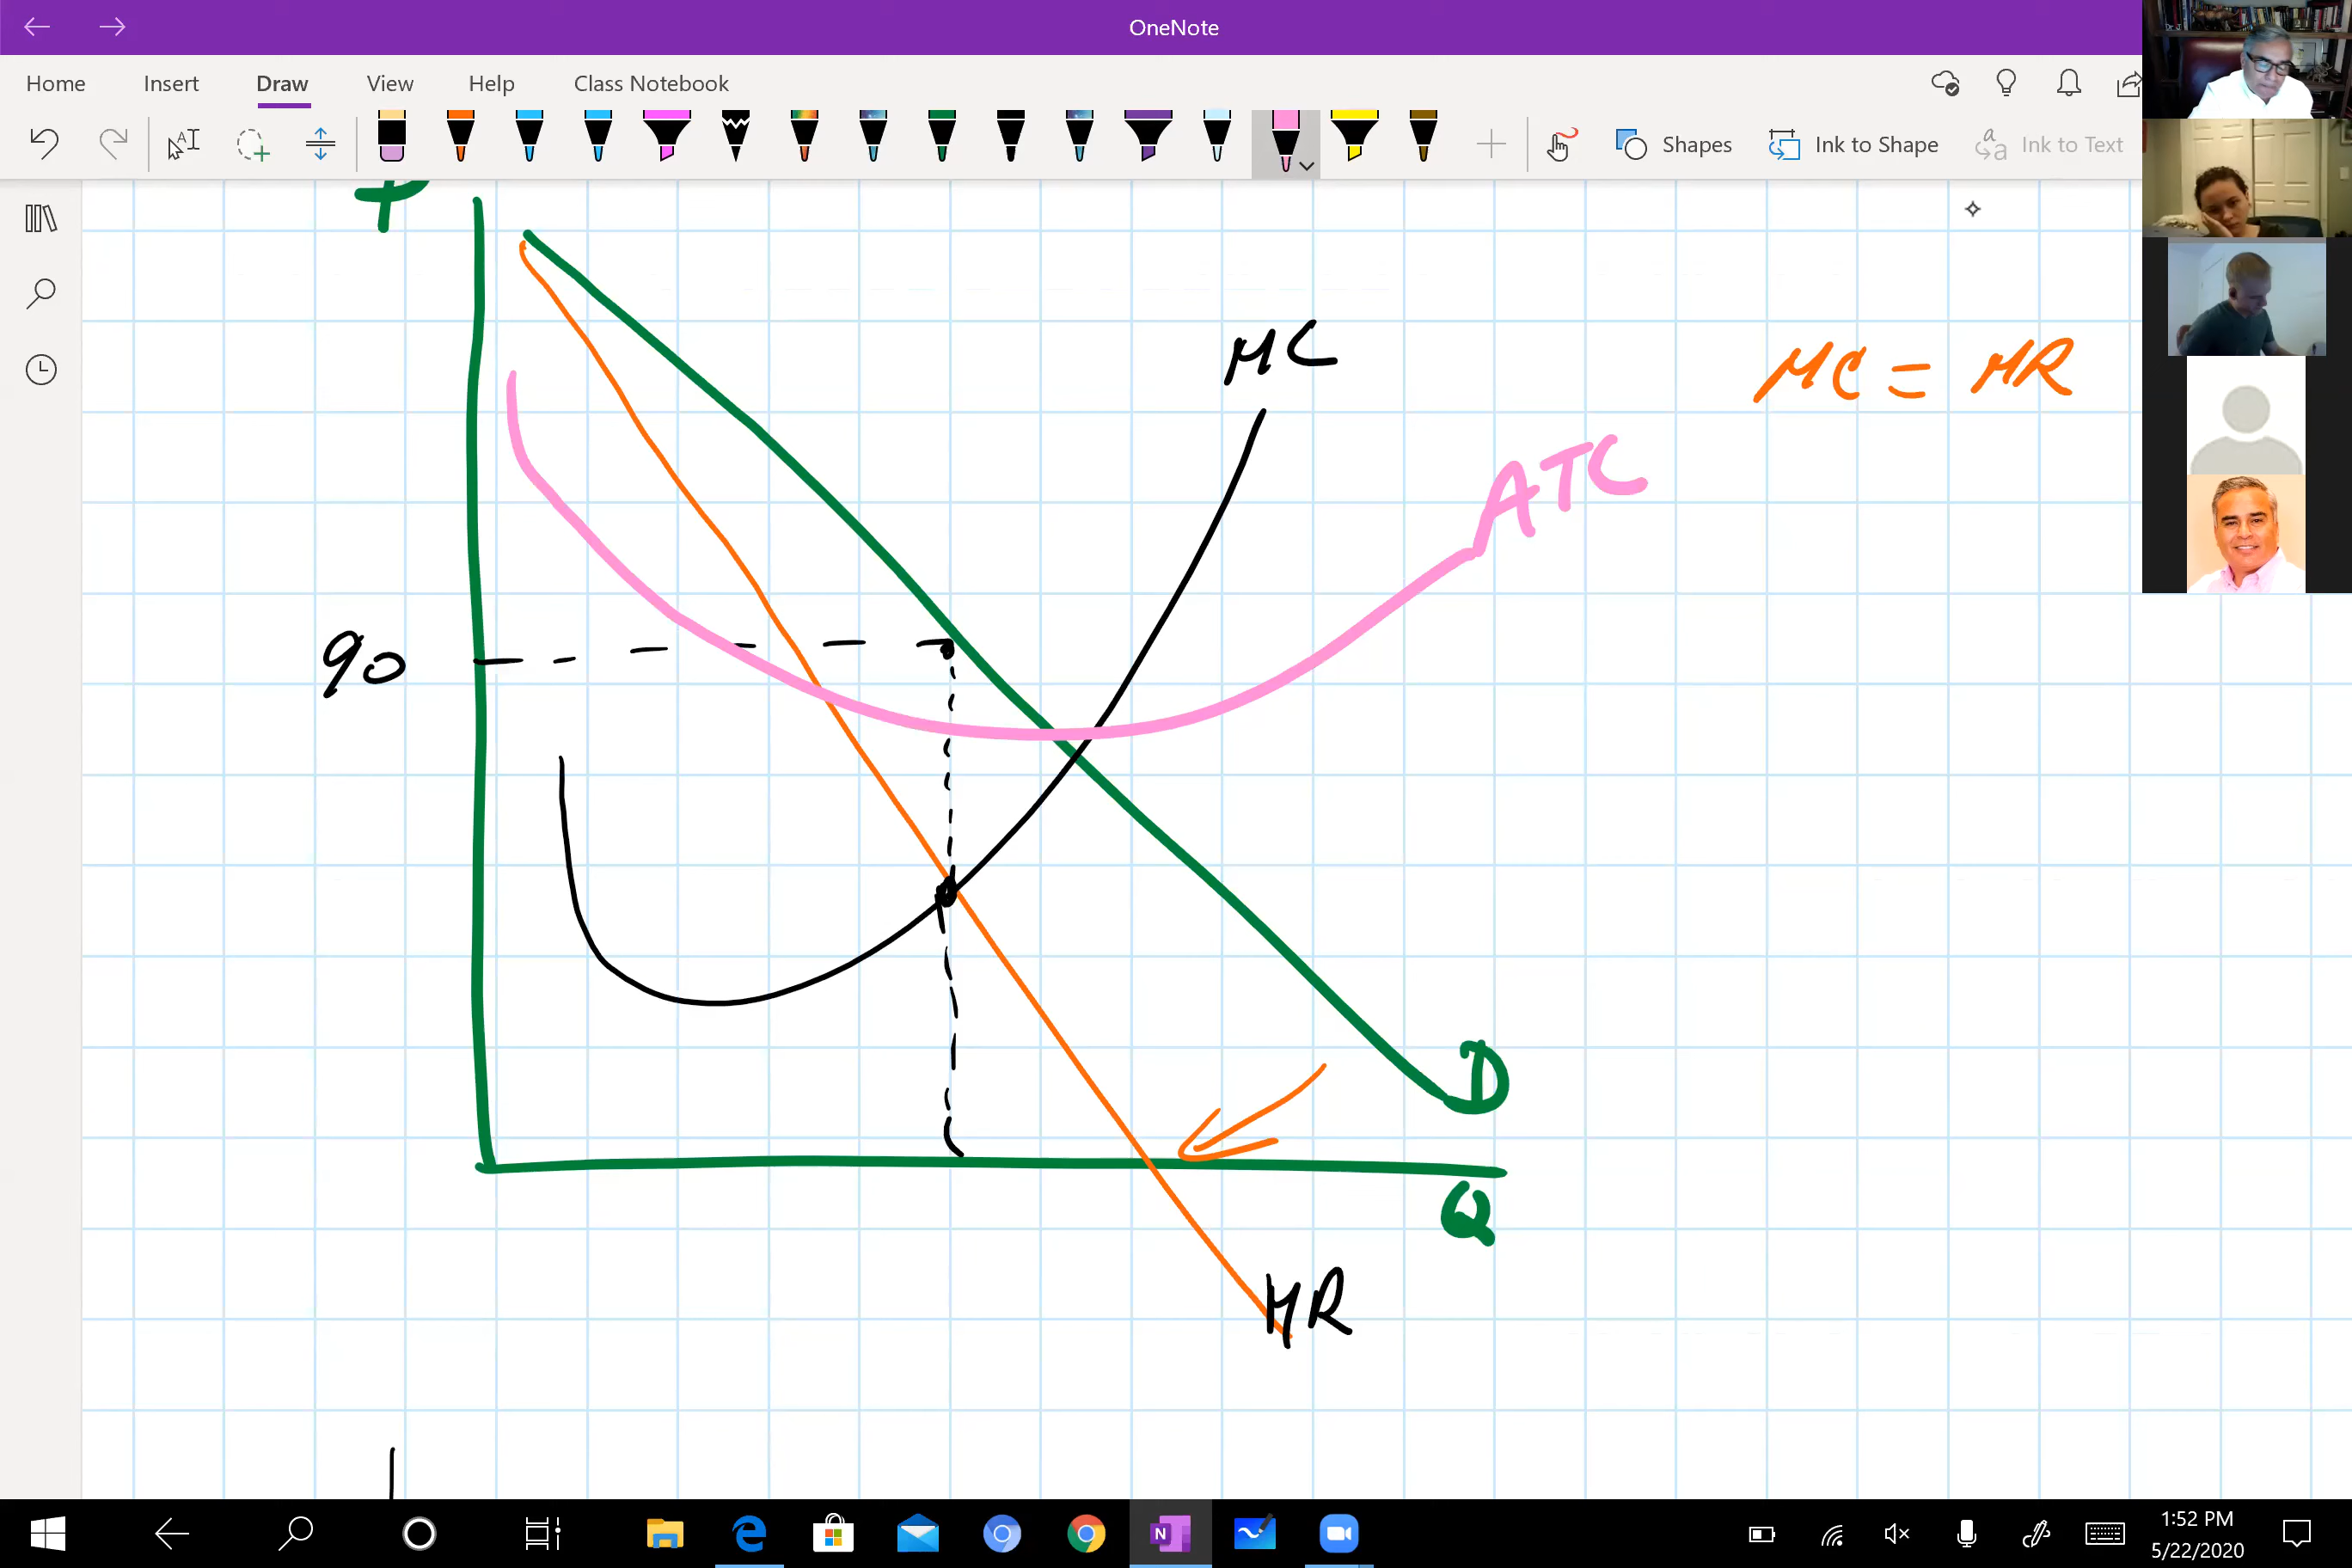 OneNote
Home Insert Draw View Help Class Notebook
Shapes Ink to Shape Ink to Text
MC
MC = MR
ATC
90
D
Q
MR
1:52 PM
5/22/2020